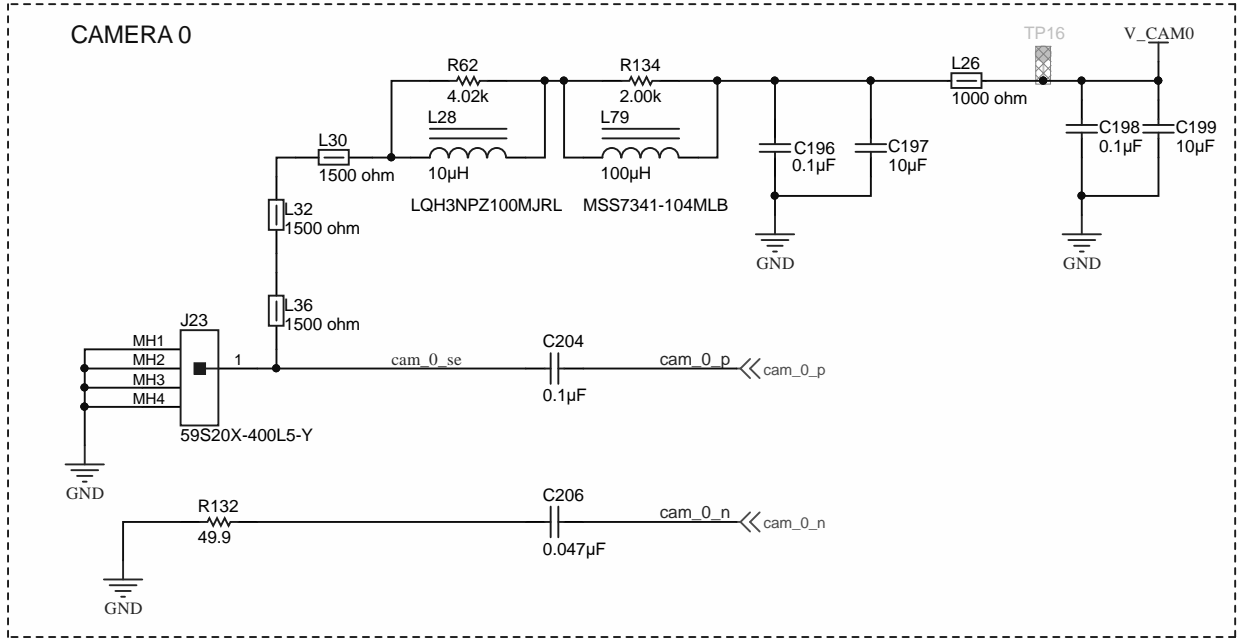 CAMERA 0
TP16
V_CAM0
R62
4.02k
R134
2.00k
L26
1000 ohm
L28
10µH
LQH3NPZ100MJRL
L79
100µH
MSS7341-104MLB
C196
0.1µF
C197
10µF
C198
0.1µF
C199
10µF
L30
1500 ohm
L32
1500 ohm
GND
GND
L36
1500 ohm
J23
MH1
MH2
MH3
MH4
1
59S20X-400L5-Y
cam_0_se
C204
0.1µF
cam_0_p
cam_0_p
GND
R132
49.9
C206
0.047µF
cam_0_n
cam_0_n
GND